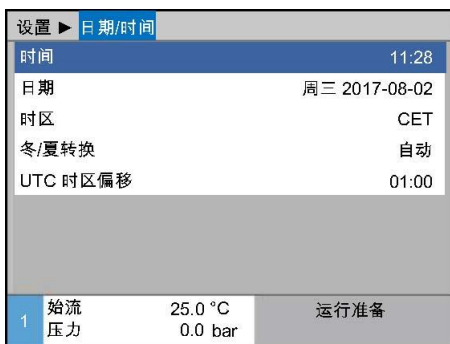 设置 ▶ 日期/时间
时间 11:28
日期 周三 2017-08-02
时区 CET
冬/夏转换 自动
UTC 时区偏移 01:00
1 始流 25.0 °C 运行准备
压力 0.0 bar